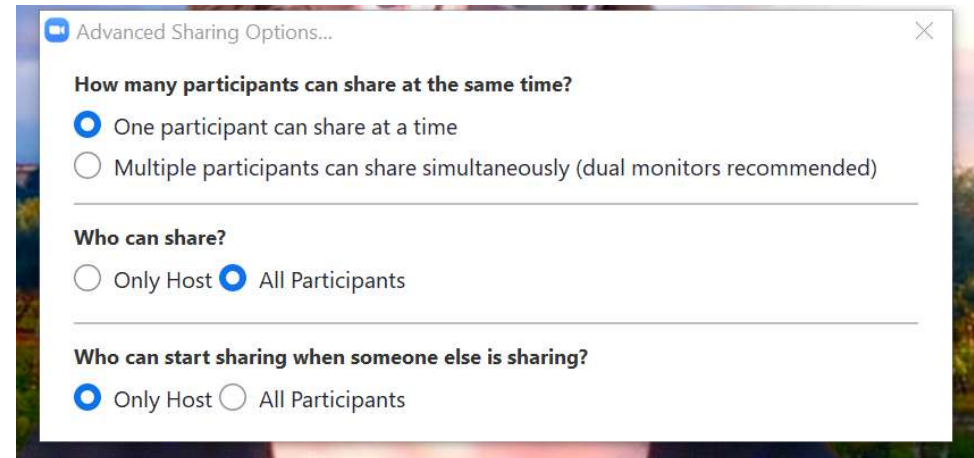 Advanced Sharing Options...
How many participants can share at the same time?
One participant can share at a time
Multiple participants can share simultaneously (dual monitors recommended)
Who can share?
Only Host All Participants
Who can start sharing when someone else is sharing?
Only Host All Participants